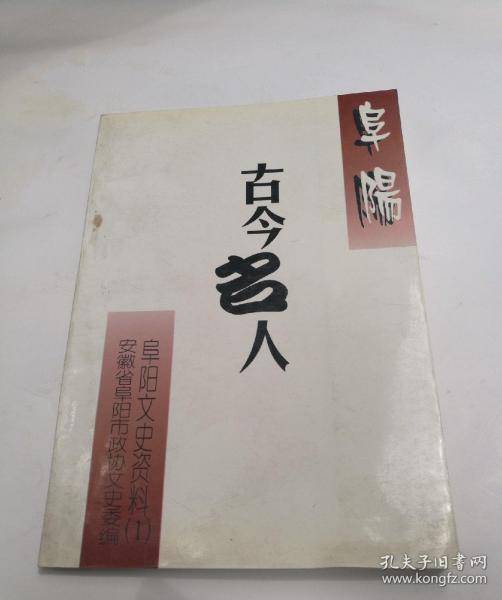 阜陽
古今名人
阜阳文史资料(1)
安徽省阜阳市政协文史委编
孔夫子旧书网
www.kongfz.com